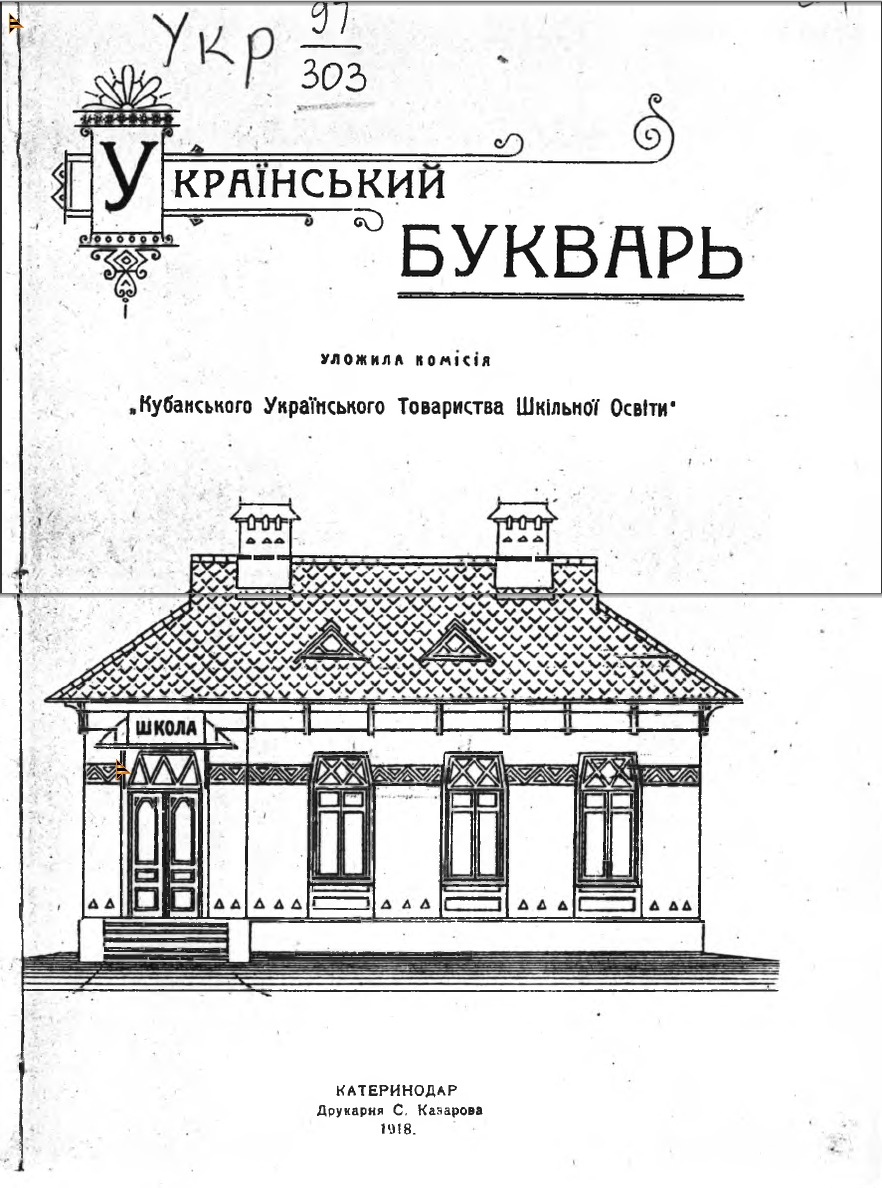 Укр 97
303
Український
БУКВАРЬ
уложила комісія
„Кубанського Українського Товариства Шкільної Освіти“
ШКОЛА
КАТЕРИНОДАР
Друкарня С. Казарова
1918.